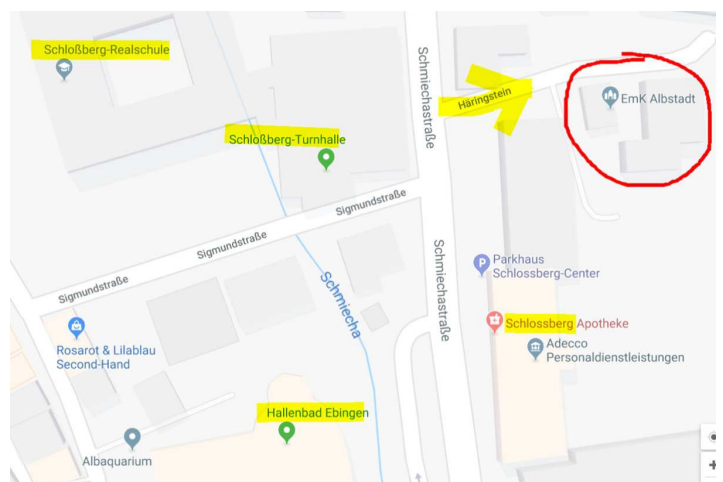 Schloßberg-Realschule
Schmiechastraße
Häringstein
EmK Albstadt
Schloßberg-Turnhalle
Sigmundstraße
Sigmundstraße
Sigmundstraße
Schmiechastraße
Parkhaus
Schlossberg-Center
Schmiecha
Schlossberg Apotheke
Adecco
Personaldienstleistungen
Rosarot & Lilablau
Second-Hand
Hallenbad Ebingen
Albaquarium
P
+